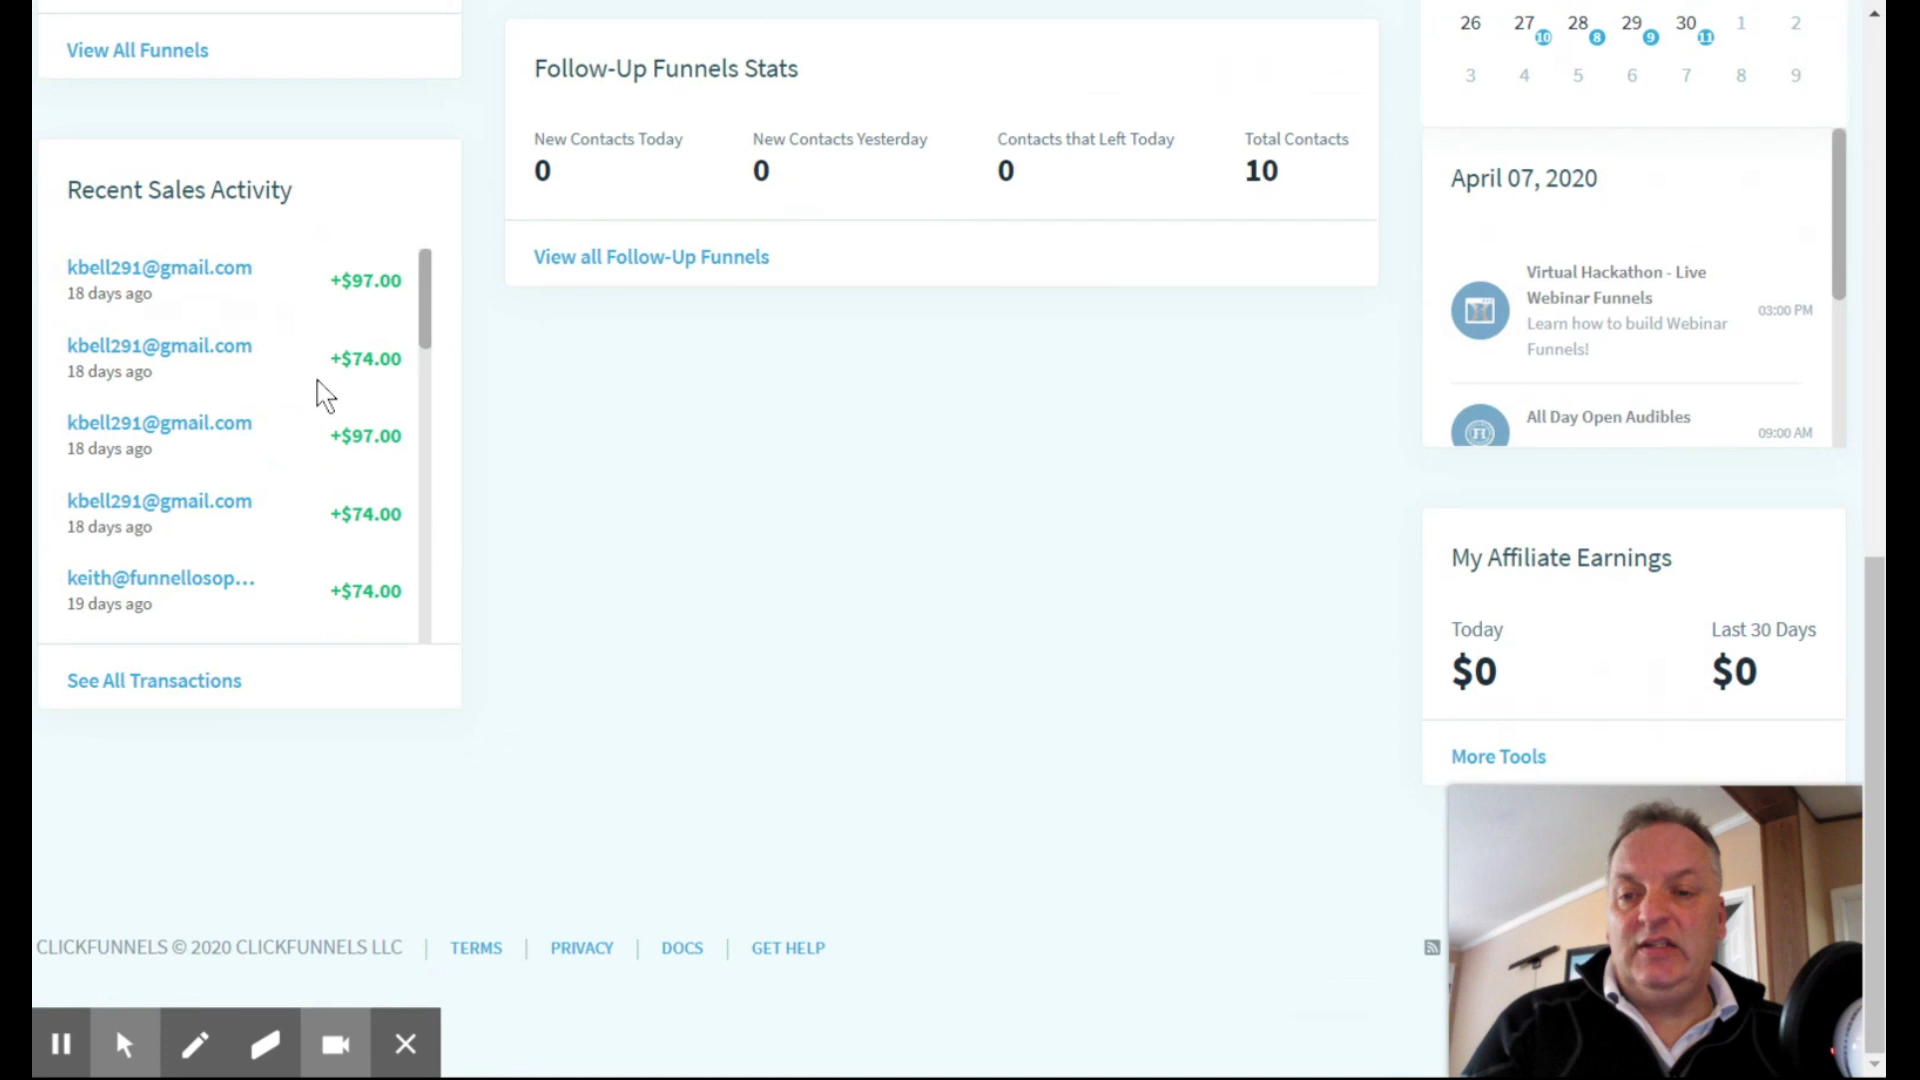 View All Funnels
Recent Sales Activity
kbell291@gmail.com
18 days ago
+$97.00
kbell291@gmail.com
18 days ago
+$74.00
kbell291@gmail.com
18 days ago
+$97.00
kbell291@gmail.com
18 days ago
+$74.00
keith@funnellosop...
19 days ago
+$74.00
See All Transactions
Follow-Up Funnels Stats
New Contacts Today
0
New Contacts Yesterday
0
Contacts that Left Today
0
Total Contacts
10
View all Follow-Up Funnels
26 27 28 29 30 1 2
10 8 9 11
3 4 5 6 7 8 9
April 07, 2020
Virtual Hackathon - Live
Webinar Funnels
Learn how to build Webinar
Funnels!
03:00 PM
All Day Open Audibles
09:00 AM
My Affiliate Earnings
Today
$0
Last 30 Days
$0
More Tools
CLICKFUNNELS © 2020 CLICKFUNNELS LLC | TERMS | PRIVACY | DOCS | GET HELP